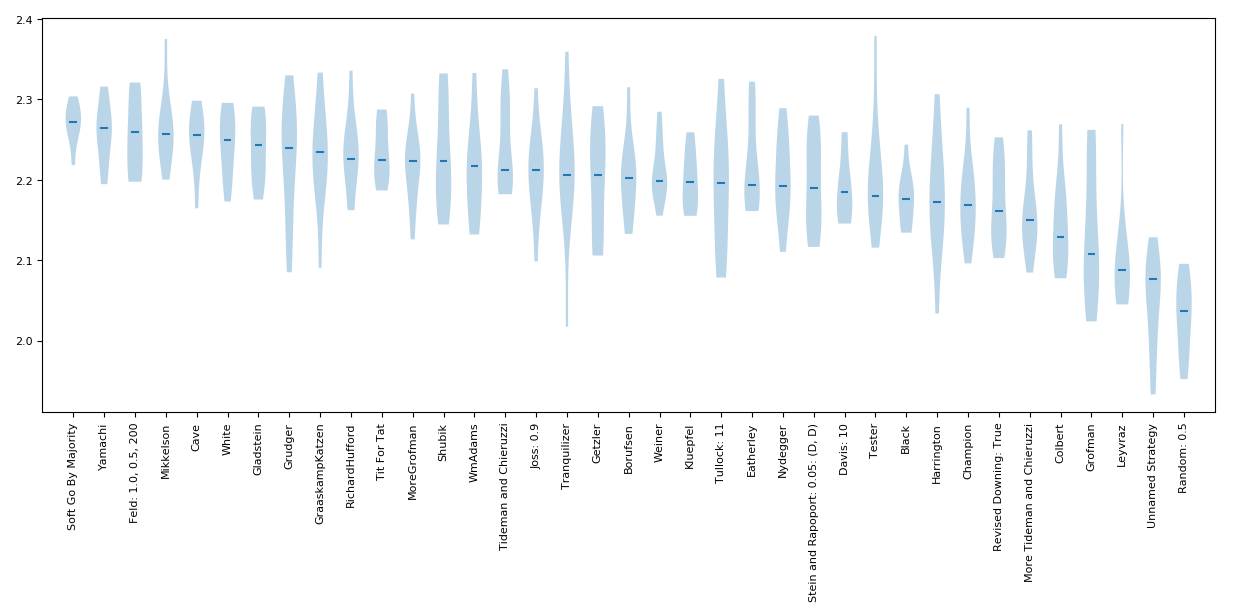 2.4
2.3
2.2
2.1
2.0
Soft Go By Majority
Yamachi
Feld: 1.0, 0.5, 200
Mikkelson
Cave
White
Gladstein
Grudger
GraaskampKatzen
RichardHufford
Tit For Tat
MoreGrofman
Shubik
WmAdams
Tideman and Chieruzzi
Joss: 0.9
Tranquilizer
Getzler
Borufsen
Weiner
Kluepfel
Tullock: 11
Eatherley
Nydegger
Stein and Rapoport: 0.05: (D, D)
Davis: 10
Tester
Black
Harrington
Champion
Revised Downing: True
More Tideman and Chieruzzi
Colbert
Grofman
Leyvraz
Unnamed Strategy
Random: 0.5